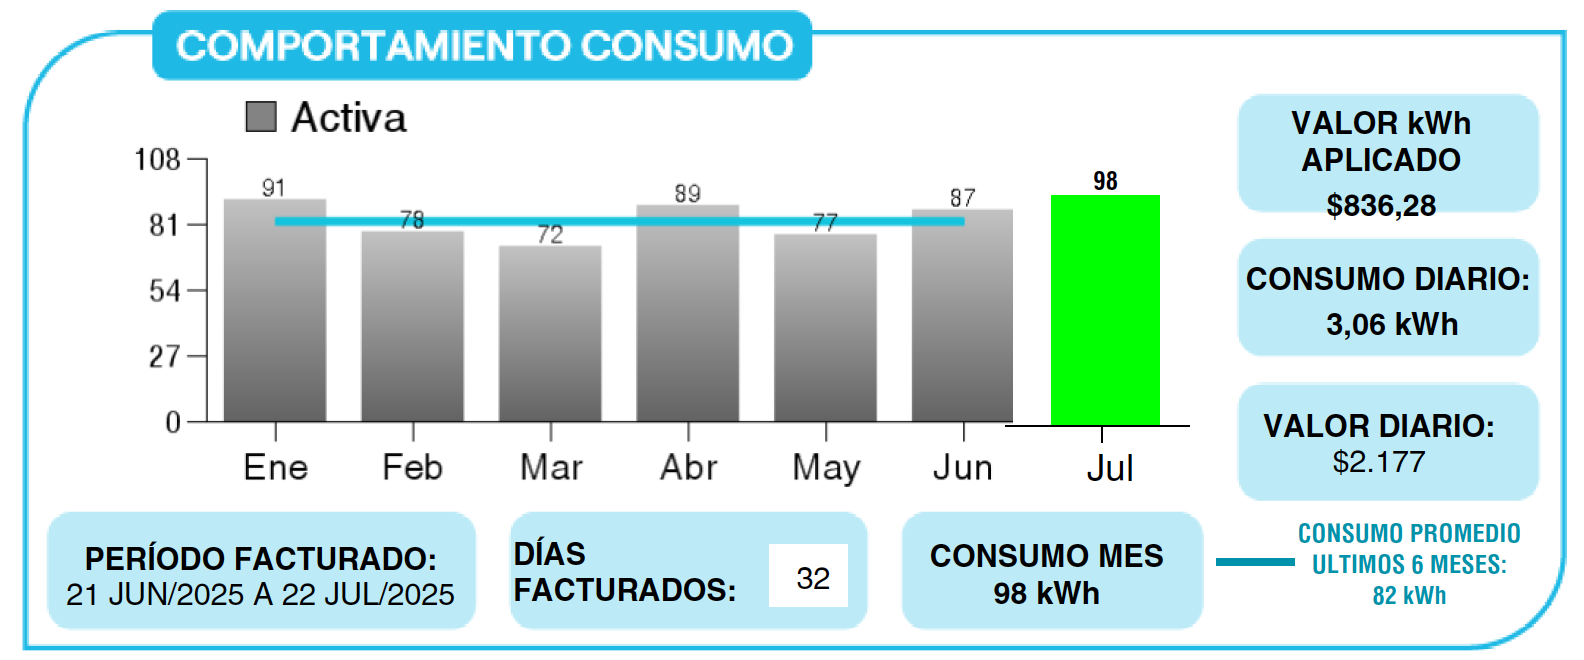 COMPORTAMIENTO CONSUMO
Activa
108
81
54
27
0
91
78
72
89
77
87
98
Ene
Feb
Mar
Abr
May
Jun
Jul
VALOR kWh
APLICADO
$836,28
CONSUMO DIARIO:
3,06 kWh
VALOR DIARIO:
$2.177
PERÍODO FACTURADO:
21 JUN/2025 A 22 JUL/2025
DÍAS
FACTURADOS:
32
CONSUMO MES
98 kWh
CONSUMO PROMEDIO
ULTIMOS 6 MESES:
82 kWh